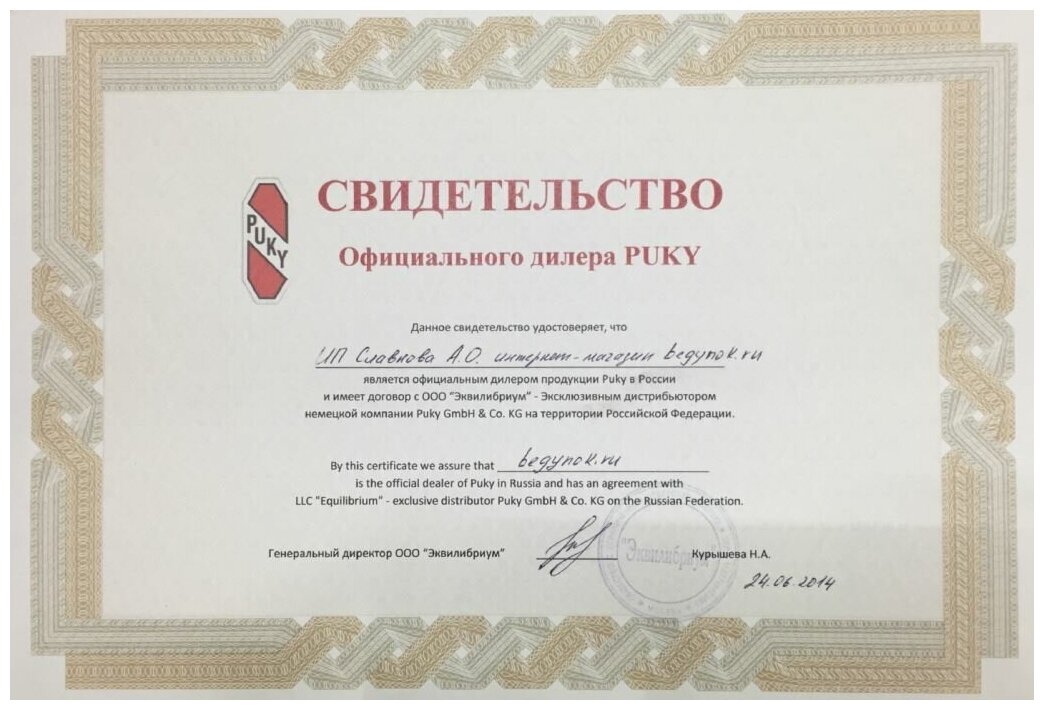 PUKY
СВИДЕТЕЛЬСТВО
Официального дилера PUKY
Данное свидетельство удостоверяет, что
ИП Славнова А.О. интернет-магазин begynok.ru
является официальным дилером продукции Puky в России
и имеет договор с ООО "Эквилибриум" - Эксклюзивным дистрибьютором
немецкой компании Puky GmbH & Co. KG на территории Российской Федерации.
By this certificate we assure that begynok.ru
is the official dealer of Puky in Russia and has an agreement with
LLC "Equilibrium" - exclusive distributor Puky GmbH & Co. KG on the Russian Federation.
Генеральный директор ООО "Эквилибриум" Курышева Н.А.
"Эквилибриум"
24.06.2014